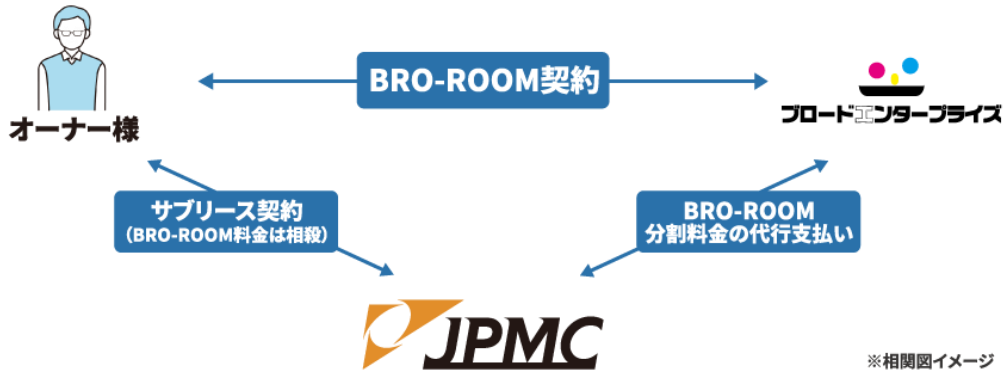 BRO-ROOM契約
オーナー様
ブロードエンタープライズ
サブリース契約
(BRO-ROOM料金は相殺)
BRO-ROOM
分割料金の代行支払い
JPMC
※相関図イメージ